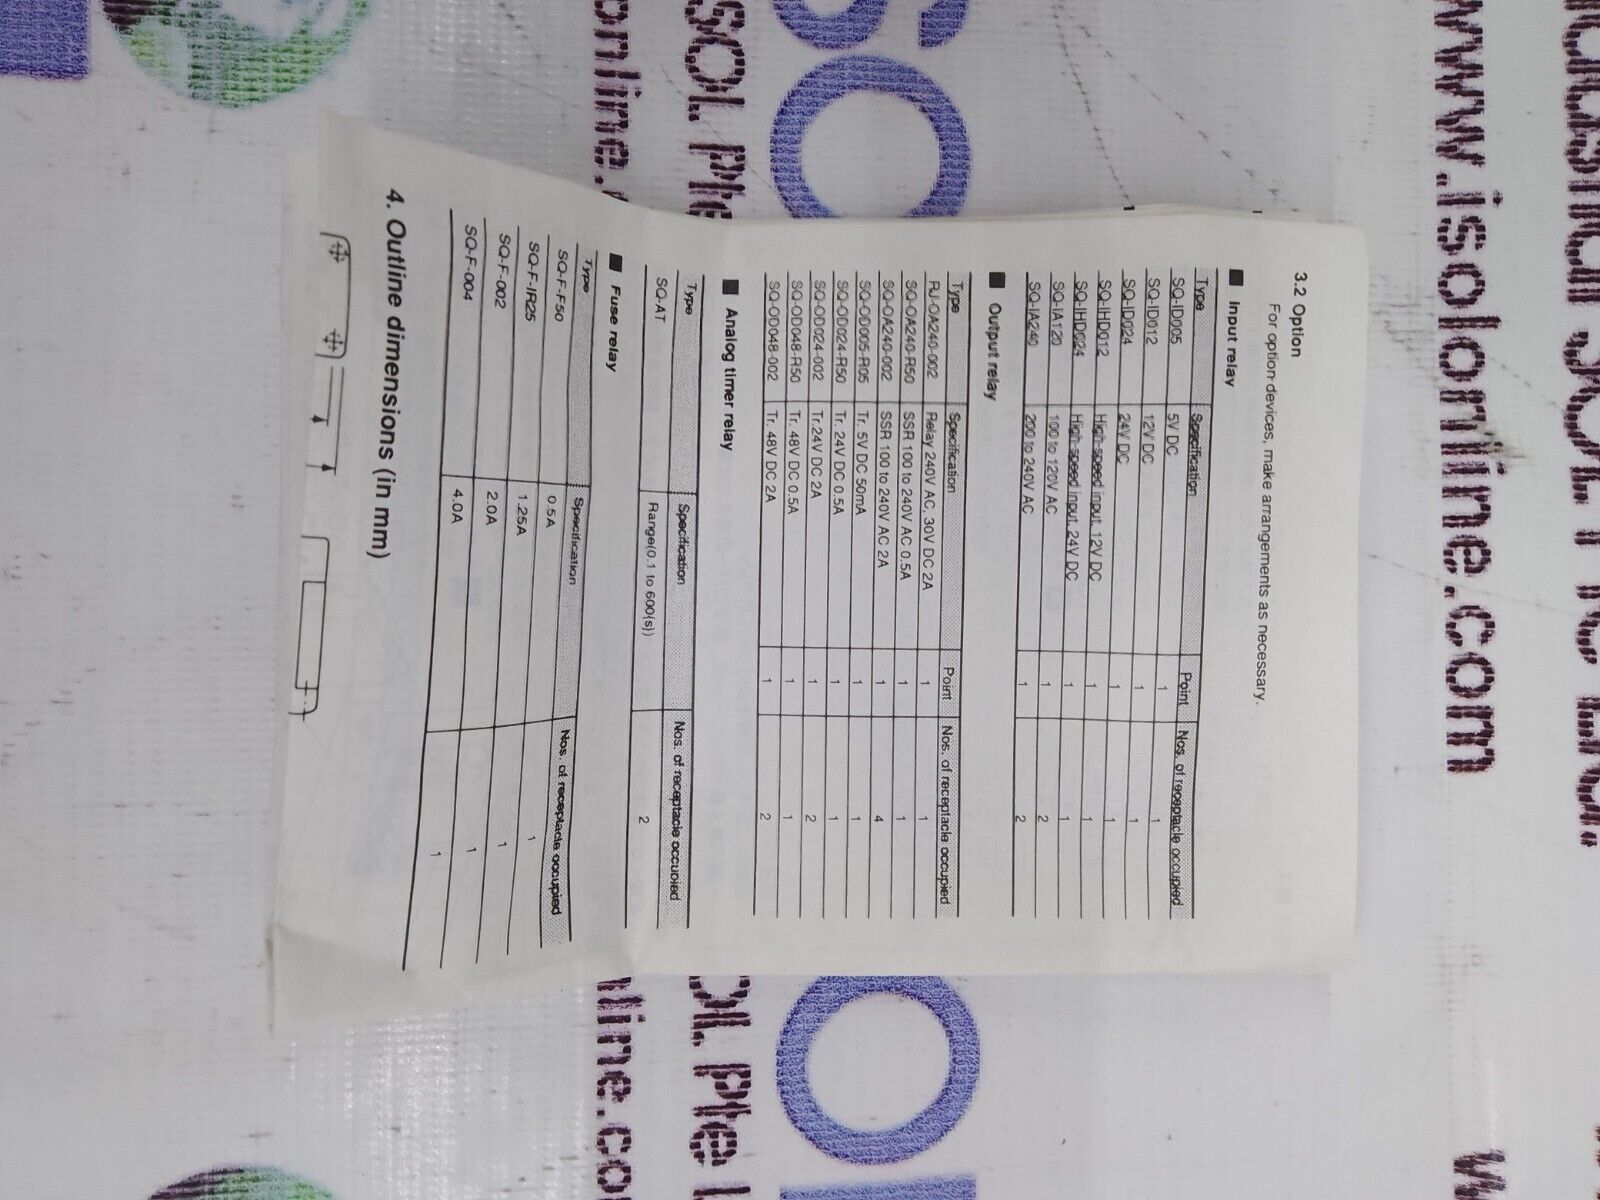 3.2 Option
For option devices, make arrangements as necessary.
■ Input relay
Type Specification Point Nos. of receptacle occupied
SQ-ID005 5V DC 1 1
SQ-ID012 12V DC 1 1
SQ-ID024 24V DC 1 1
SQ-IHD012 High-speed input, 12V DC 1 1
SQ-IHD024 High-speed input, 24V DC 1 1
SQ-IA120 100 to 120V AC 1 2
SQ-IA240 200 to 240V AC 1 2
■ Output relay
Type Specification Point Nos. of receptacle occupied
RJ-OA240-002 Relay 240V AC, 30V DC 2A 1 1
SQ-OA240-R50 SSR 100 to 240V AC 0.5A 1 1
SQ-OA240-002 SSR 100 to 240V AC 2A 1 4
SQ-OD005-R05 Tr. 5V DC 50mA 1 1
SQ-OD024-R50 Tr. 24V DC 0.5A 1 1
SQ-OD024-002 Tr.24V DC 2A 1 2
SQ-OD048-R50 Tr. 48V DC 0.5A 1 1
SQ-OD048-002 Tr. 48V DC 2A 1 2
■ Analog timer relay
Type Specification Nos. of receptacle occupied
SQ-AT Range(0.1 to 600{s}) 2
■ Fuse relay
Type Specification Nos. of receptacle occupied
SQ-F-F50 0.5A 1
SQ-F-IR25 1.25A 1
SQ-F-002 2.0A 1
SQ-F-004 4.0A 1
4. Outline dimensions (in mm)
www.isolonline.com